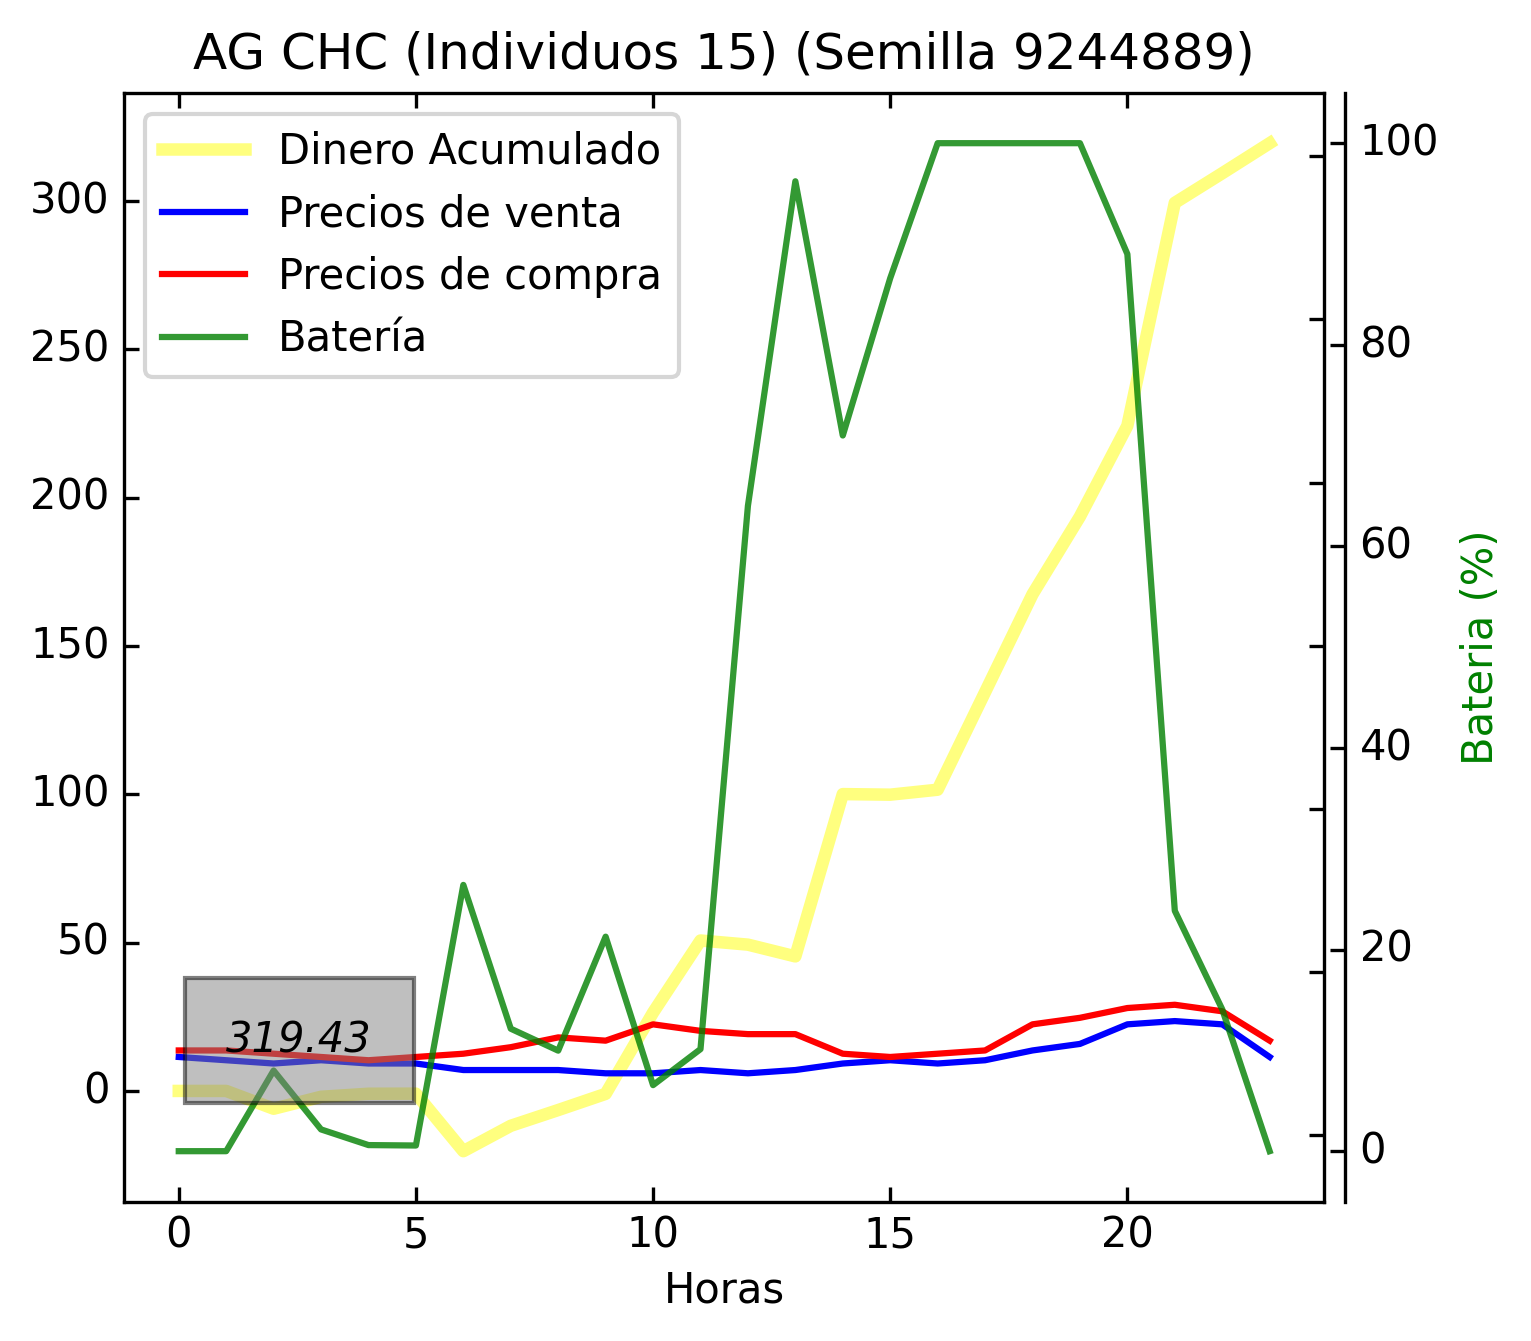 AG CHC (Individuos 15) (Semilla 9244889)
Dinero Acumulado
Precios de venta
Precios de compra
Batería
300
250
200
150
100
50
0
319.43
100
80
60
40
20
0
Bateria (%)
0 5 10 15 20
Horas